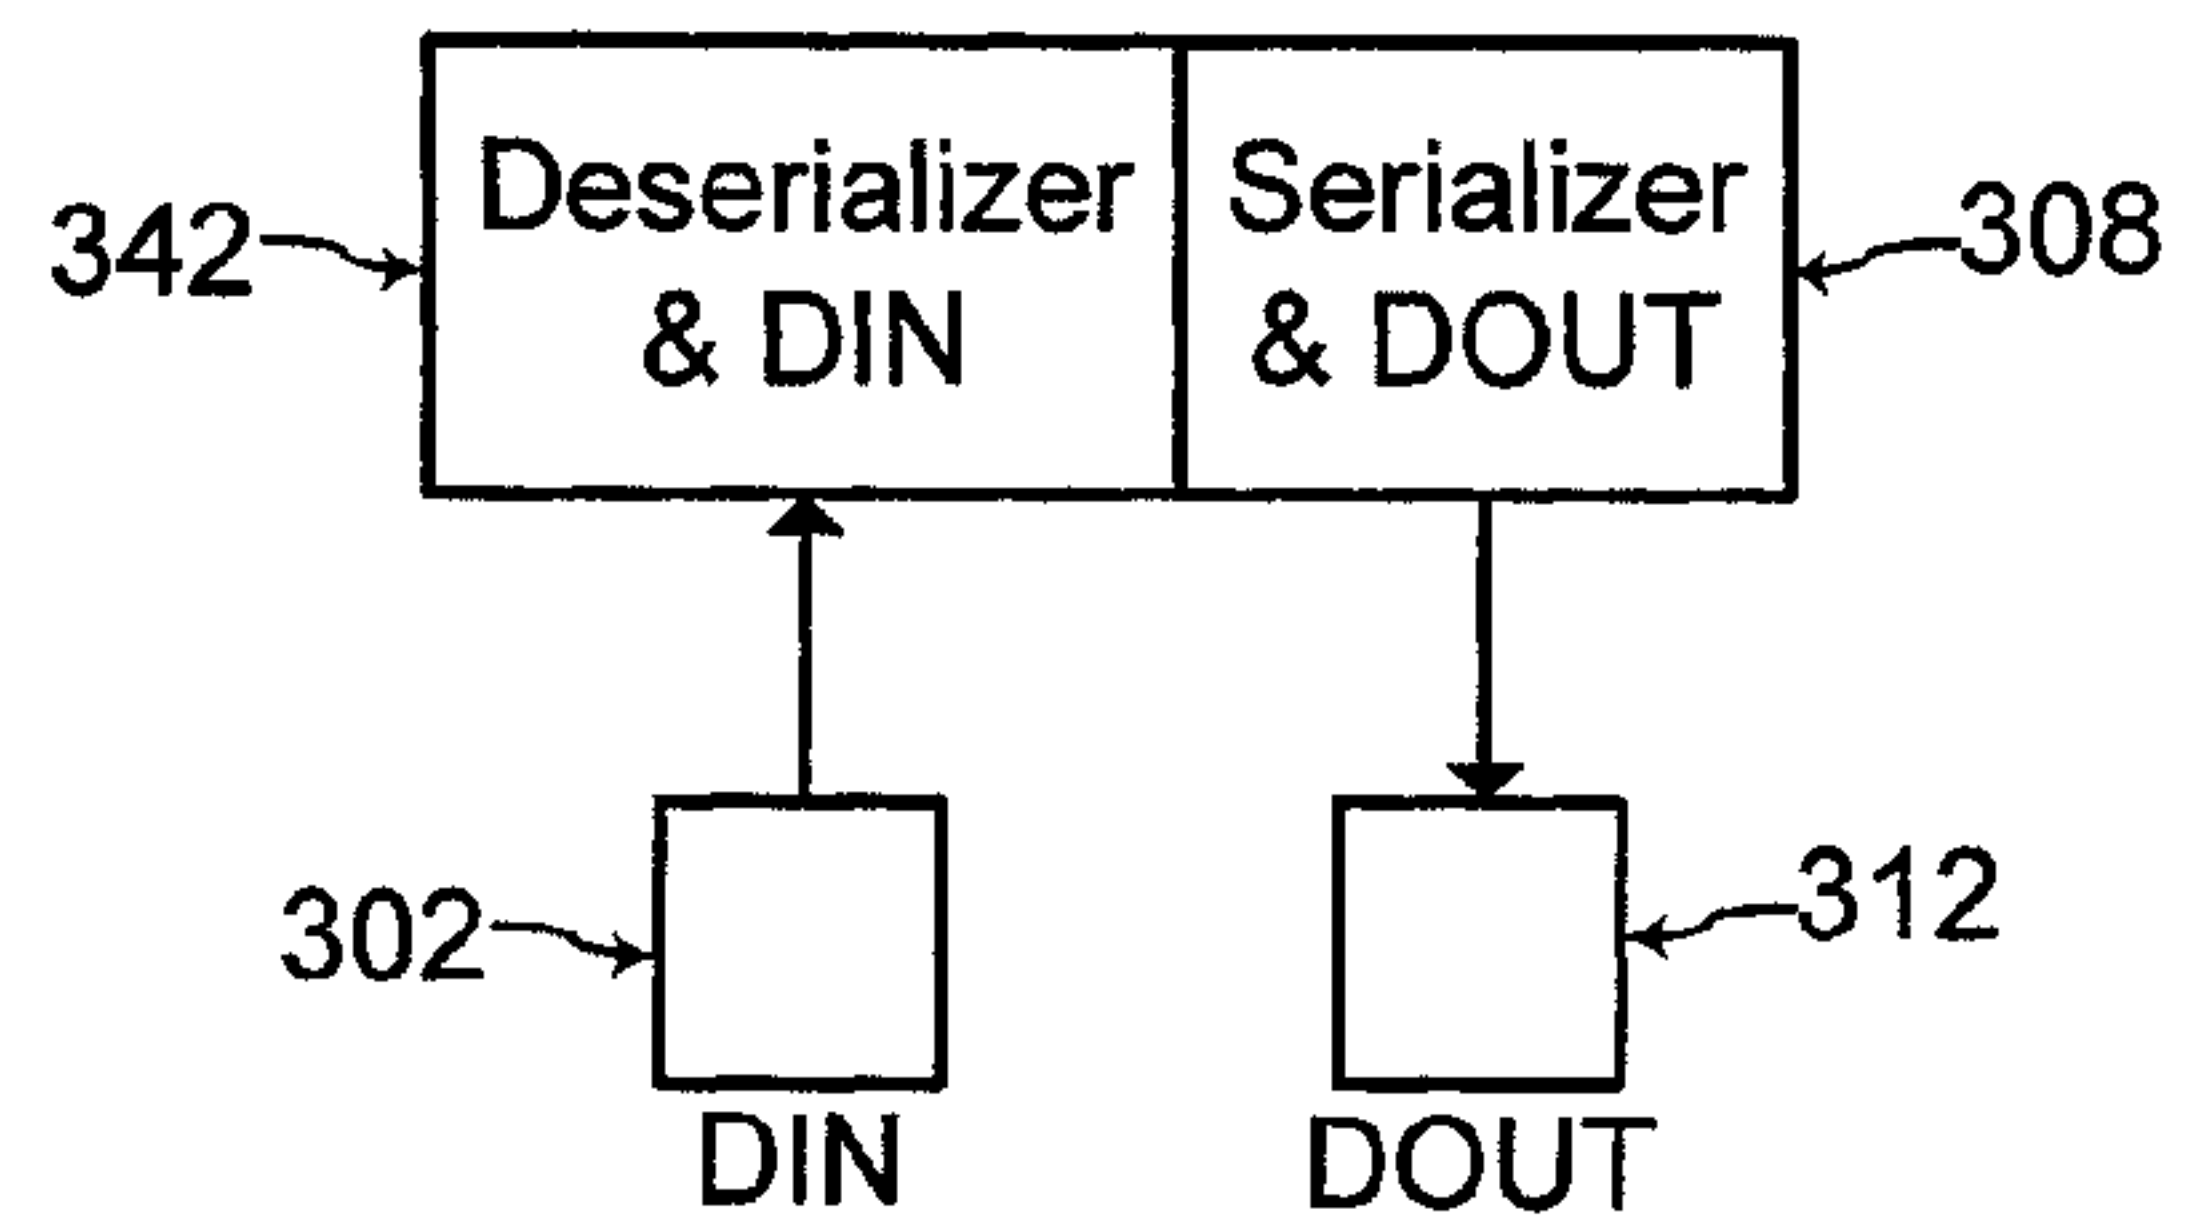 Deserializer
& DIN
Serializer
& DOUT
342
308
302
312
DIN
DOUT